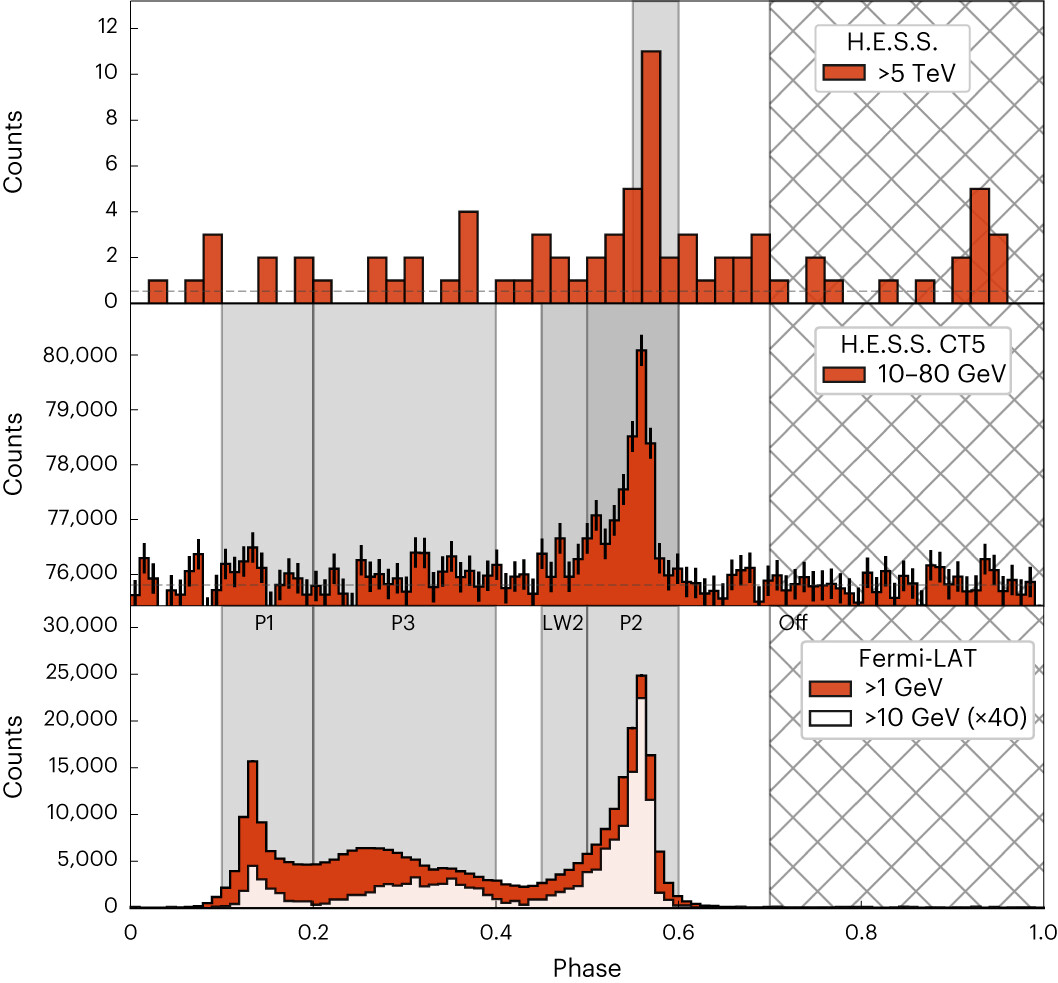 12
10
8
6
4
2
0
Counts
H.E.S.S.
>5 TeV
80,000
79,000
78,000
77,000
76,000
Counts
H.E.S.S. CT5
10–80 GeV
P1
P3
LW2
P2
Off
30,000
25,000
20,000
15,000
10,000
5,000
0
Counts
Fermi-LAT
>1 GeV
>10 GeV (×40)
0
0.2
0.4
0.6
0.8
1.0
Phase